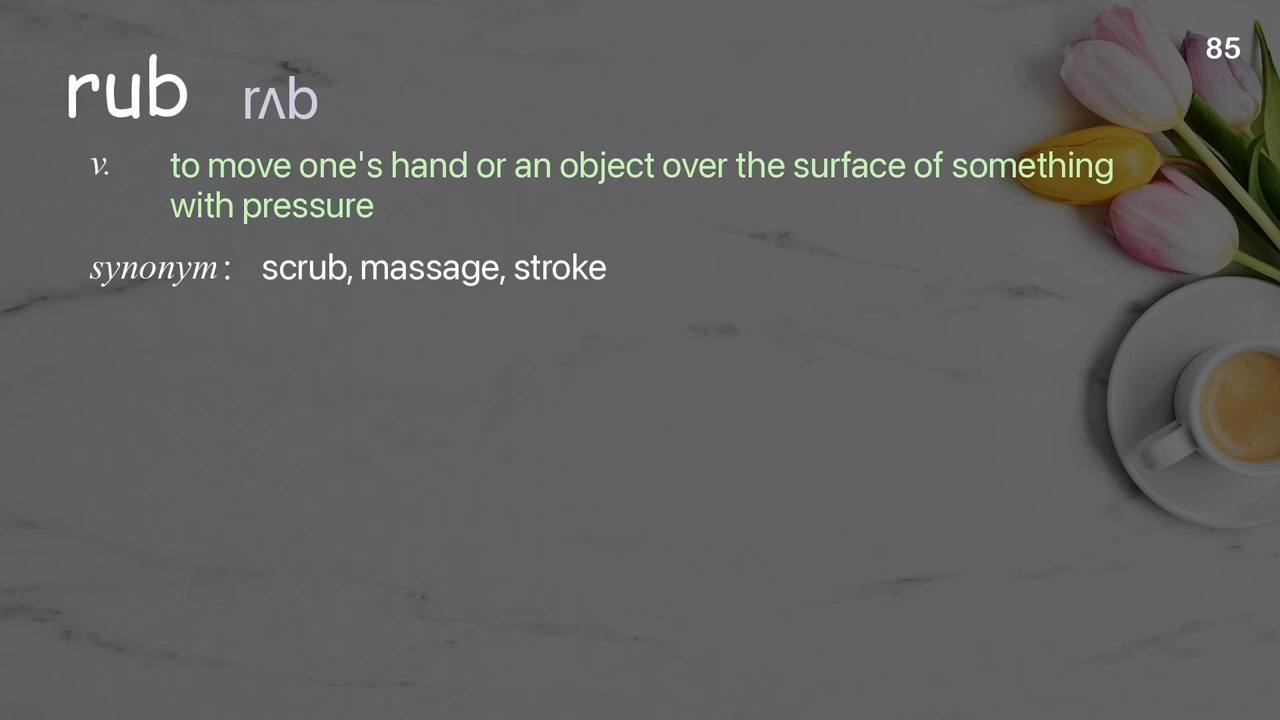 85
rub rʌb
v. to move one's hand or an object over the surface of something
with pressure
synonym: scrub, massage, stroke